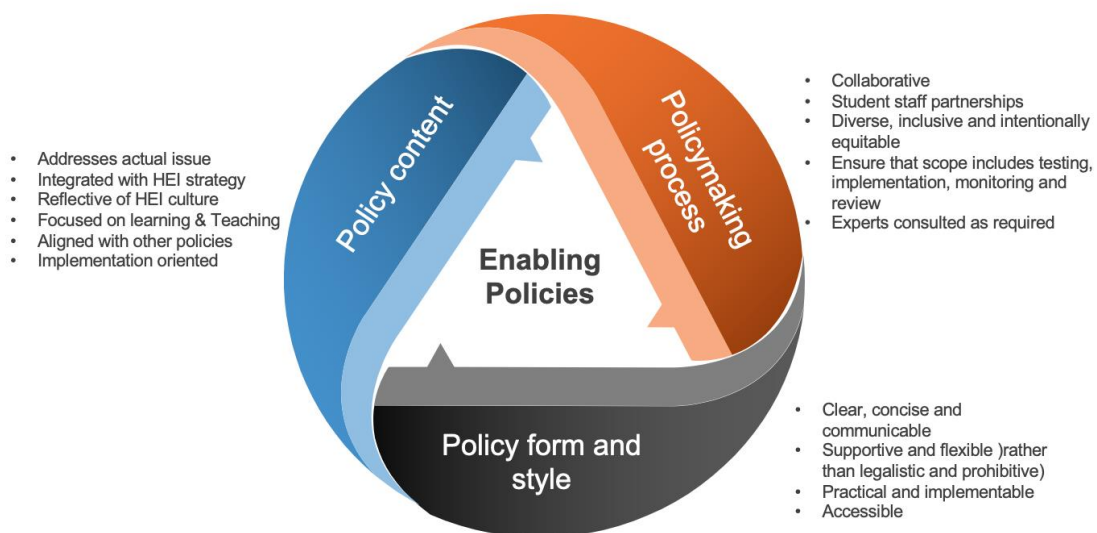 Policy content
• Addresses actual issue
• Integrated with HEI strategy
• Reflective of HEI culture
• Focused on learning & Teaching
• Aligned with other policies
• Implementation oriented
Policymaking
process
• Collaborative
• Student staff partnerships
• Diverse, inclusive and intentionally
equitable
• Ensure that scope includes testing,
implementation, monitoring and
review
• Experts consulted as required
Enabling
Policies
Policy form and
style
• Clear, concise and
communicable
• Supportive and flexible )rather
than legalistic and prohibitive)
• Practical and implementable
• Accessible